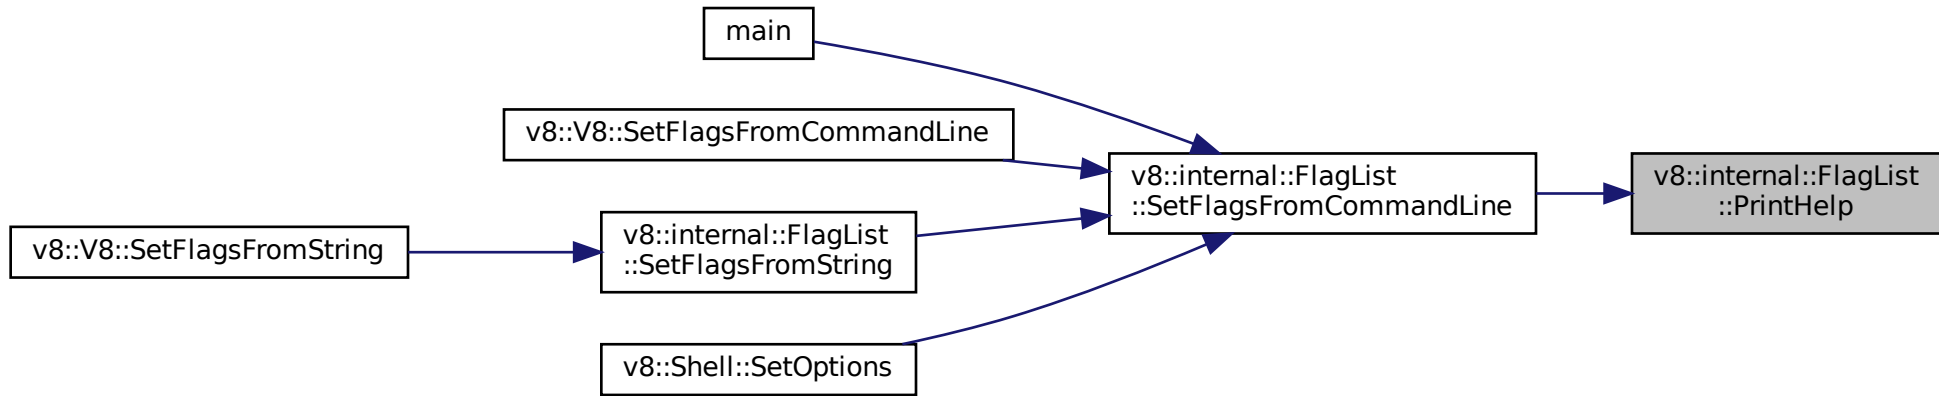 main
v8::V8::SetFlagsFromCommandLine
v8::V8::SetFlagsFromString
v8::internal::FlagList
::SetFlagsFromString
v8::Shell::SetOptions
v8::internal::FlagList
::SetFlagsFromCommandLine
v8::internal::FlagList
::PrintHelp